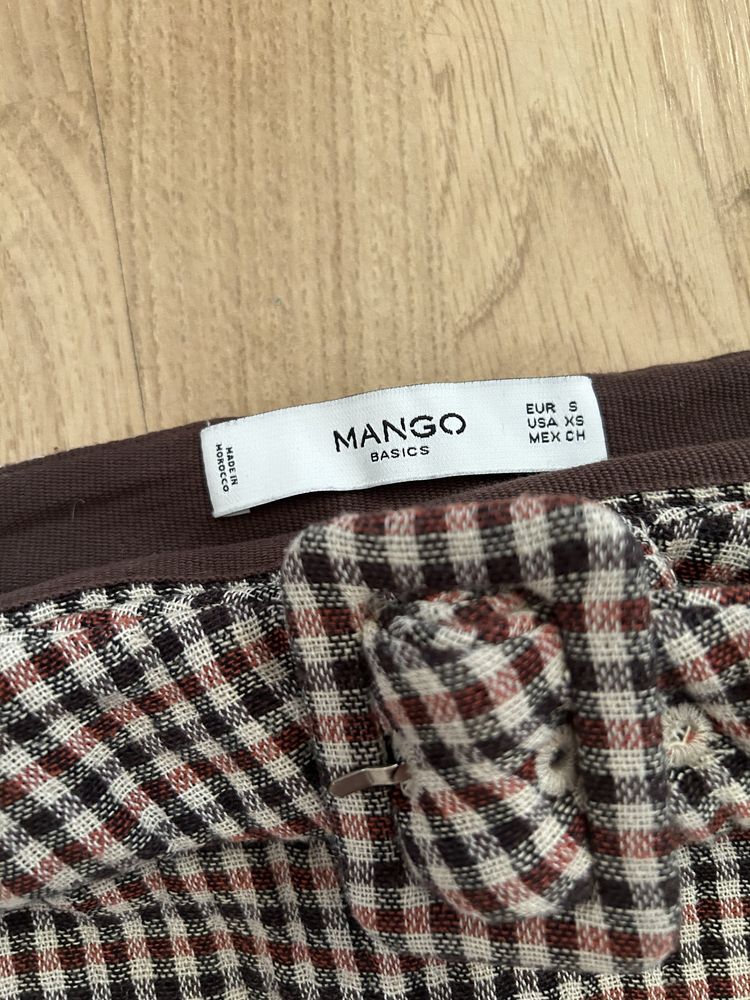 MADE IN
MOROCCO
MANGO
BASICS
EUR S
USA XS
MEX CH